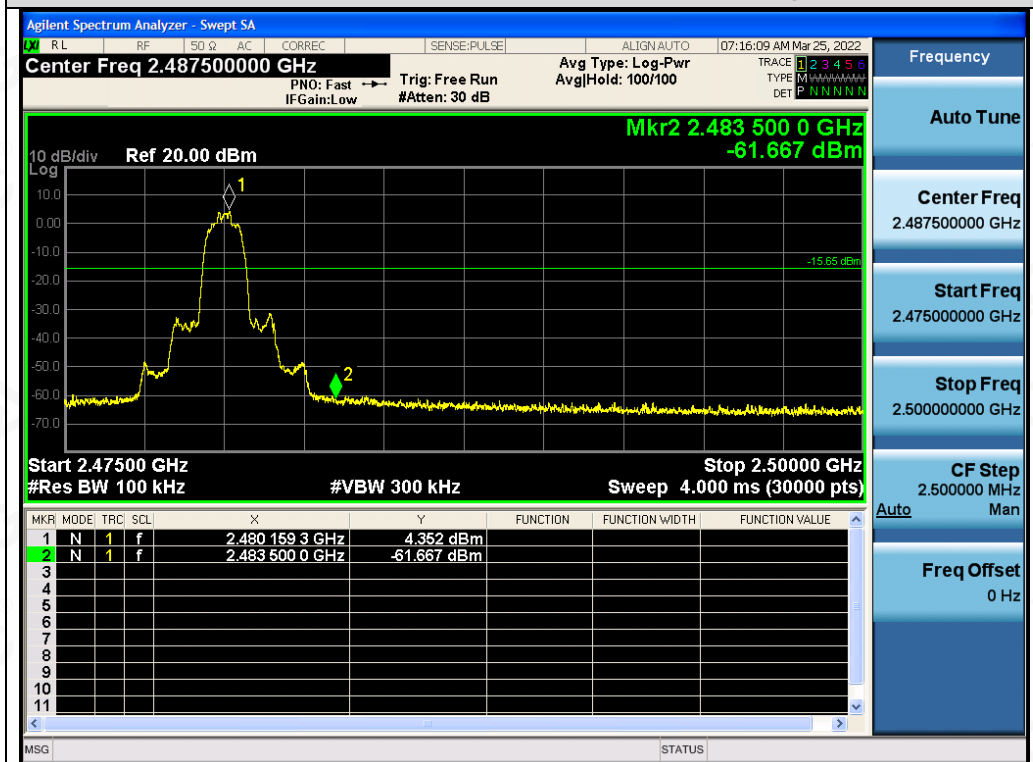 Agilent Spectrum Analyzer - Swept SA
LXI RL RF 50 Ω AC CORREC SENSE:PULSE ALIGN AUTO 07:16:09 AM Mar 25, 2022
Center Freq 2.487500000 GHz
PNO: Fast
IFGain:Low
Trig: Free Run
#Atten: 30 dB
Avg Type: Log-Pwr
Avg|Hold: 100/100
TRACE 1 2 3 4 5 6
TYPE M
DET P N N N N N
Mkr2 2.483 500 0 GHz
-61.667 dBm
10 dB/div Ref 20.00 dBm
Log
10.0
0.00
-10.0
-20.0
-30.0
-40.0
-50.0
-60.0
-70.0
1
-15.65 dBm
2
Start 2.47500 GHz Stop 2.50000 GHz
#Res BW 100 kHz #VBW 300 kHz Sweep 4.000 ms (30000 pts)
MKR MODE TRC SCL X Y FUNCTION FUNCTION WIDTH FUNCTION VALUE
1 N 1 f 2.480 159 3 GHz 4.352 dBm
2 N 1 f 2.483 500 0 GHz -61.667 dBm
3
4
5
6
7
8
9
10
11
MSG STATUS
Frequency
Auto Tune
Center Freq
2.487500000 GHz
Start Freq
2.475000000 GHz
Stop Freq
2.500000000 GHz
CF Step
2.500000 MHz
Auto Man
Freq Offset
0 Hz